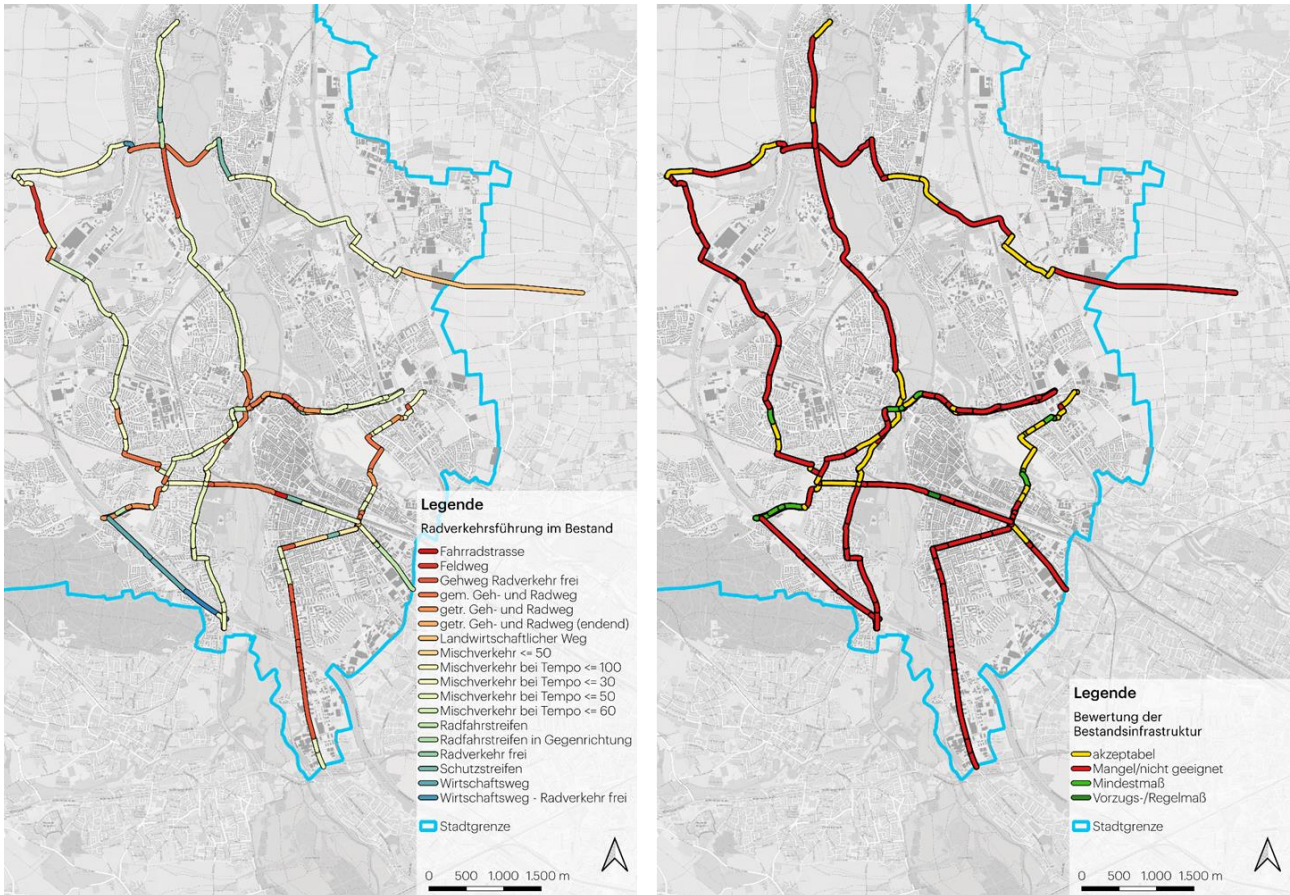 Legende
Radverkehrsführung im Bestand
Fahrradstrasse
Feldweg
Gehweg Radverkehr frei
gem. Geh- und Radweg
getr. Geh- und Radweg
getr. Geh- und Radweg (endend)
Landwirtschaftlicher Weg
Mischverkehr <= 50
Mischverkehr bei Tempo <= 100
Mischverkehr bei Tempo <= 30
Mischverkehr bei Tempo <= 50
Mischverkehr bei Tempo <= 60
Radfahrstreifen
Radfahrstreifen in Gegenrichtung
Radverkehr frei
Schutzstreifen
Wirtschaftsweg
Wirtschaftsweg - Radverkehr frei
Stadtgrenze
0 500 1.000 1.500 m
Legende
Bewertung der
Bestandsinfrastruktur
akzeptabel
Mangel/nicht geeignet
Mindestmaß
Vorzugs-/Regelmaß
Stadtgrenze
0 500 1.000 1.500 m